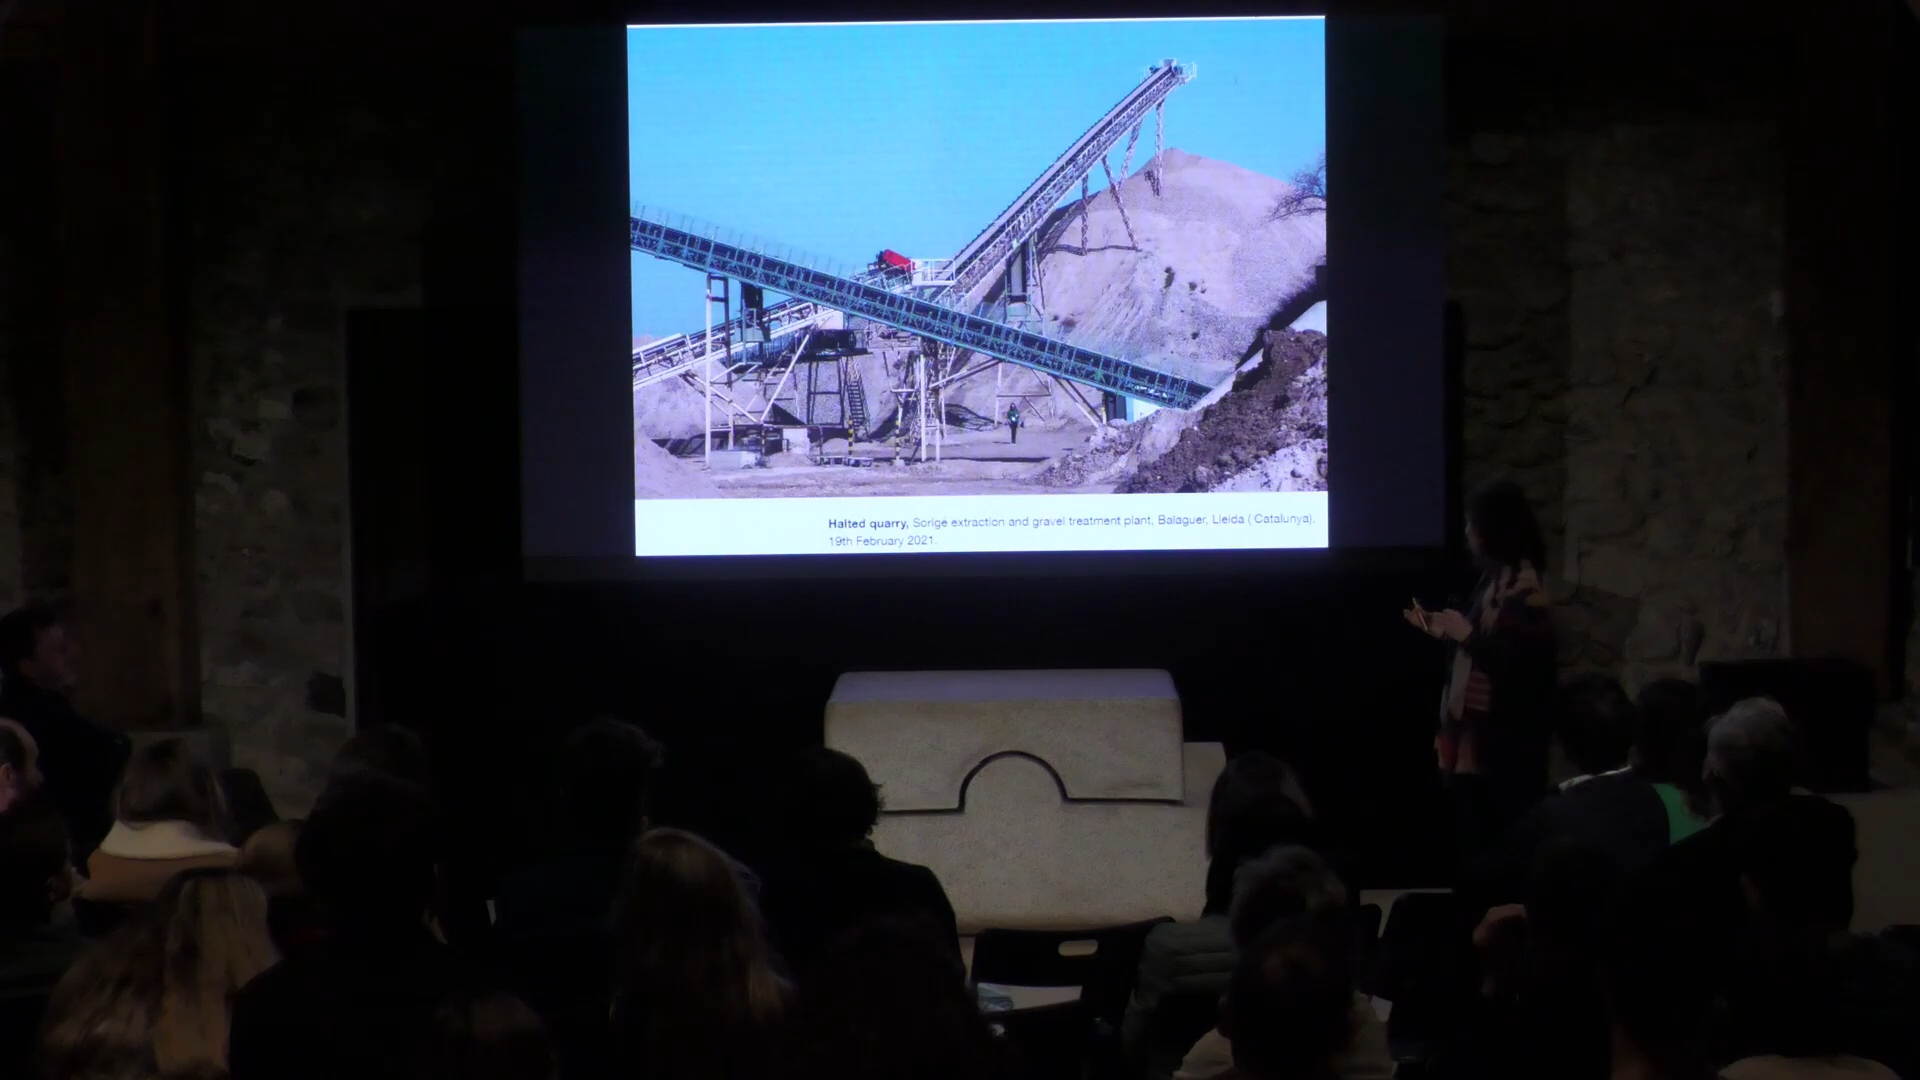 Halted quarry, Sorigé extraction and gravel treatment plant, Balaguer, Lleida ( Catalunya).
19th February 2021.